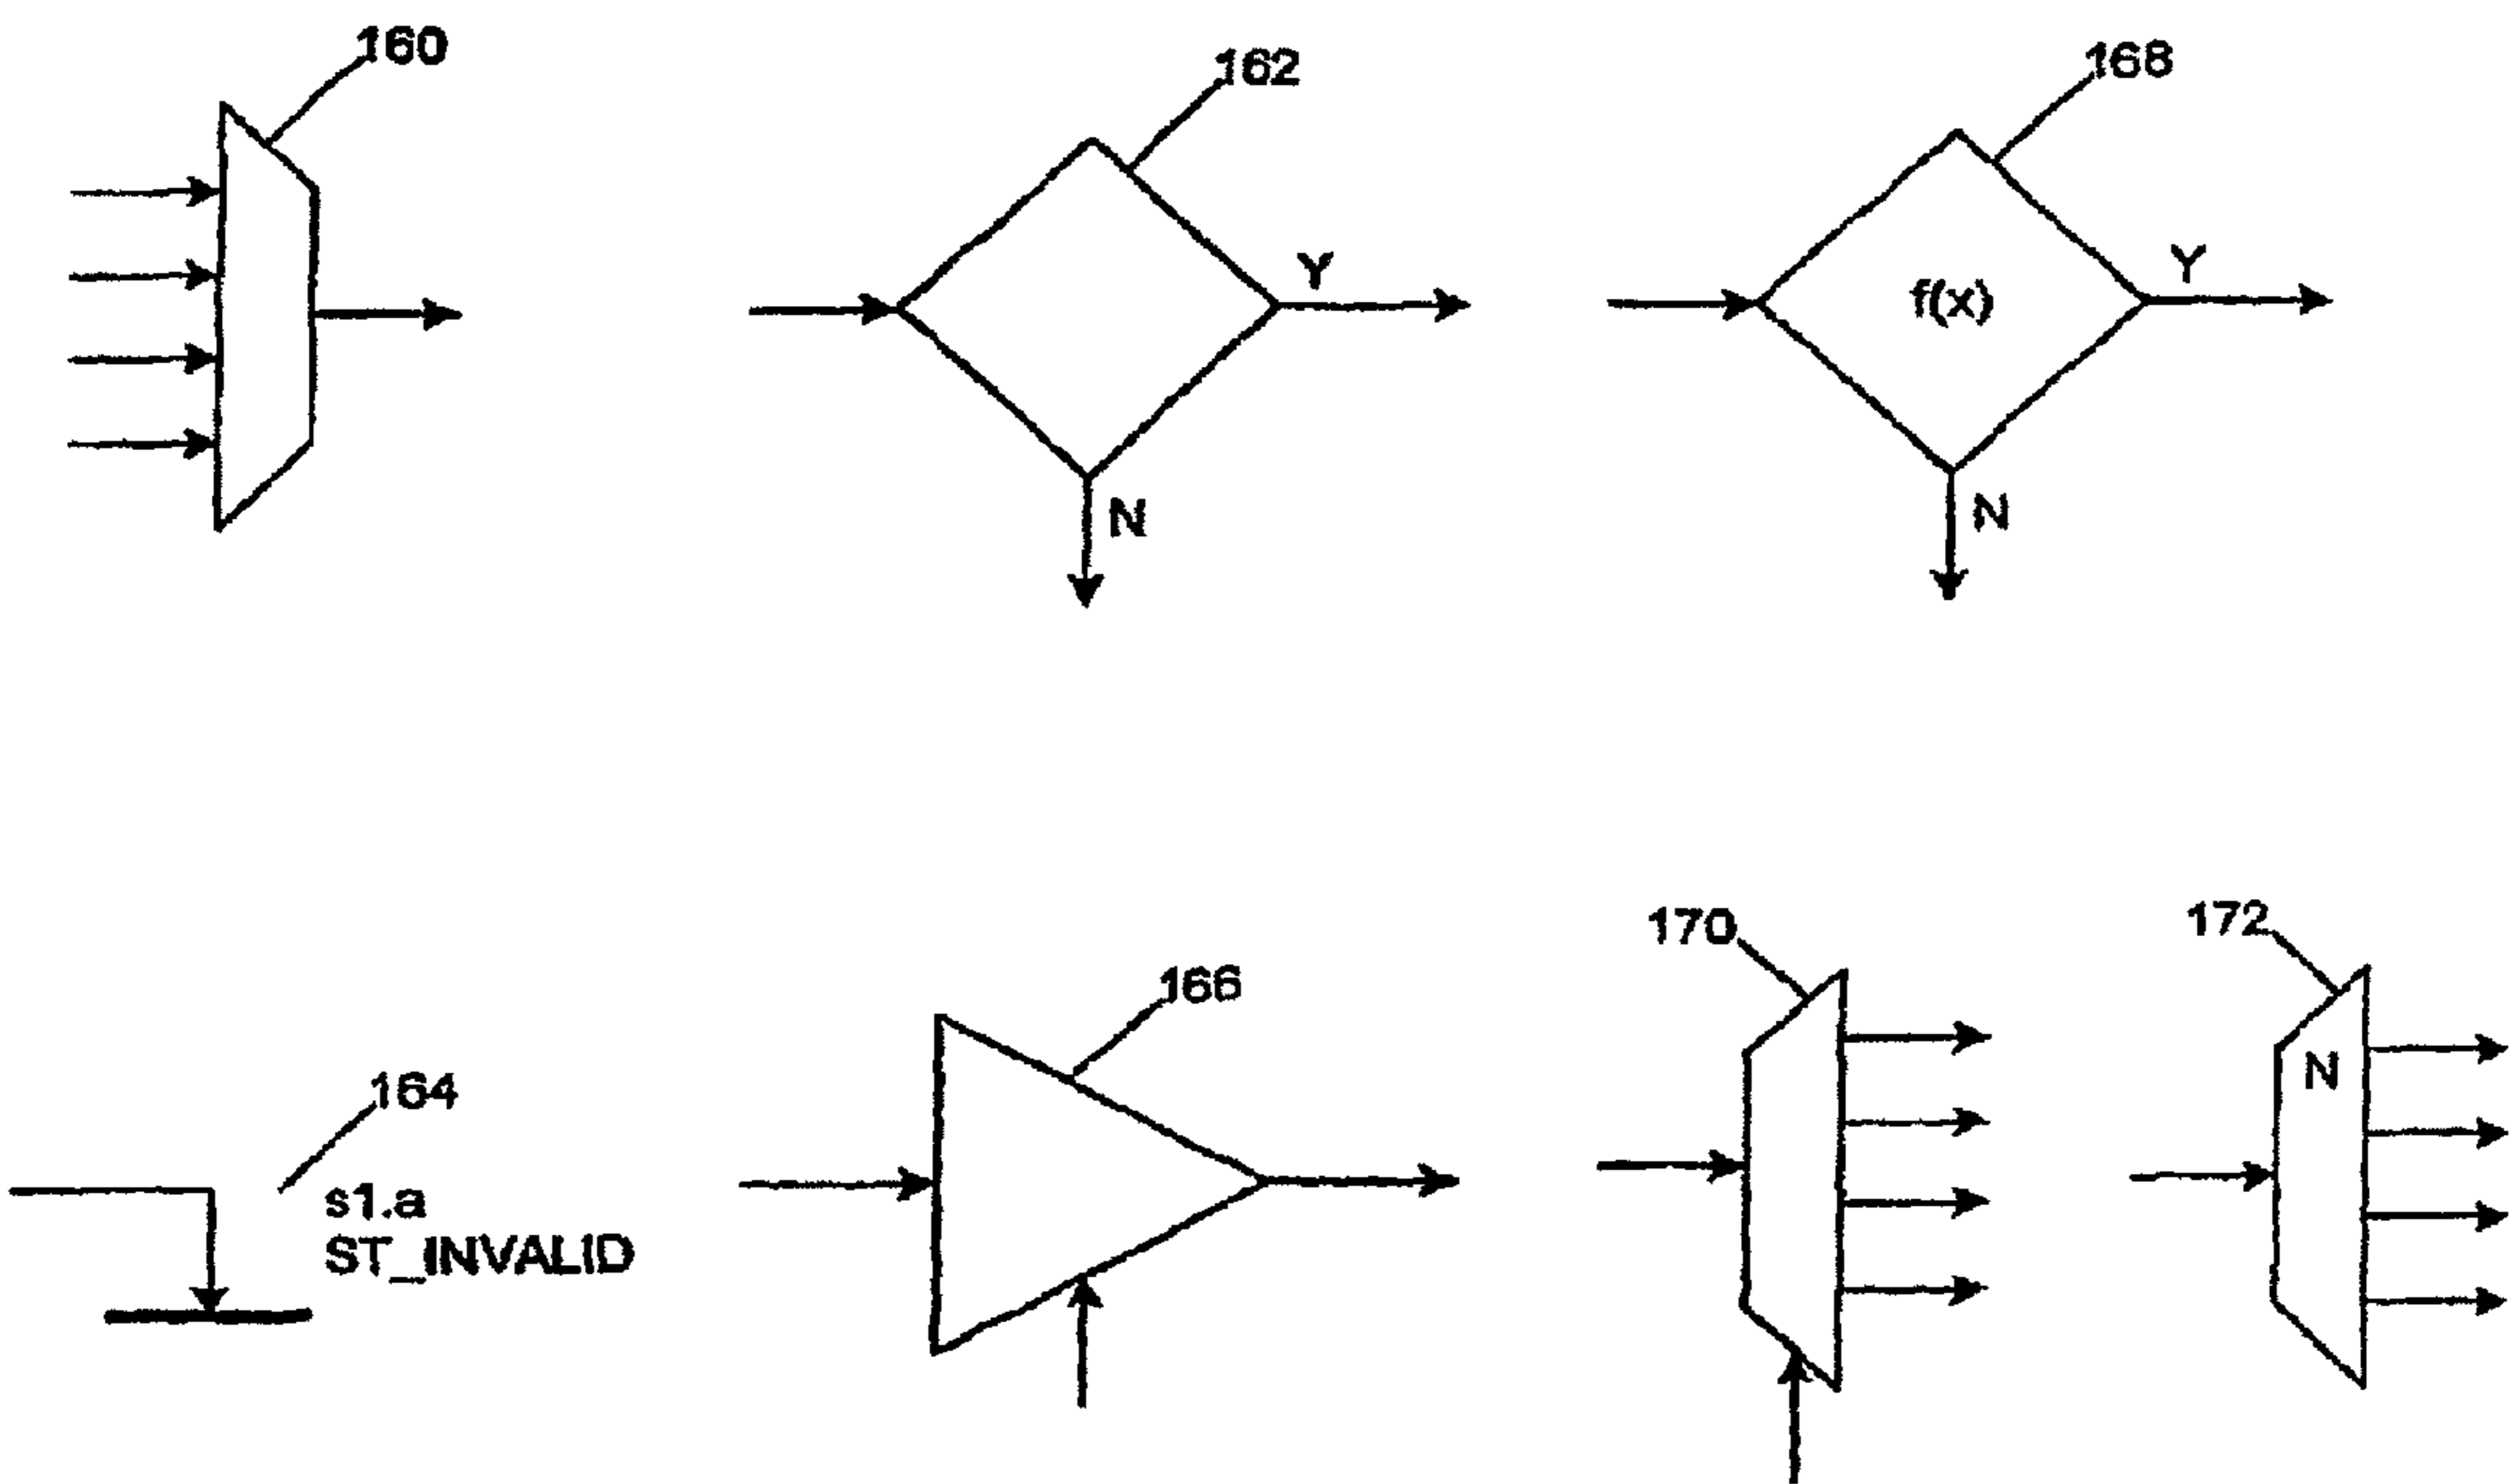 160
162
168
Y
Y
f(x)
N
N
170
172
166
N
164
s1.a
ST_INVALID